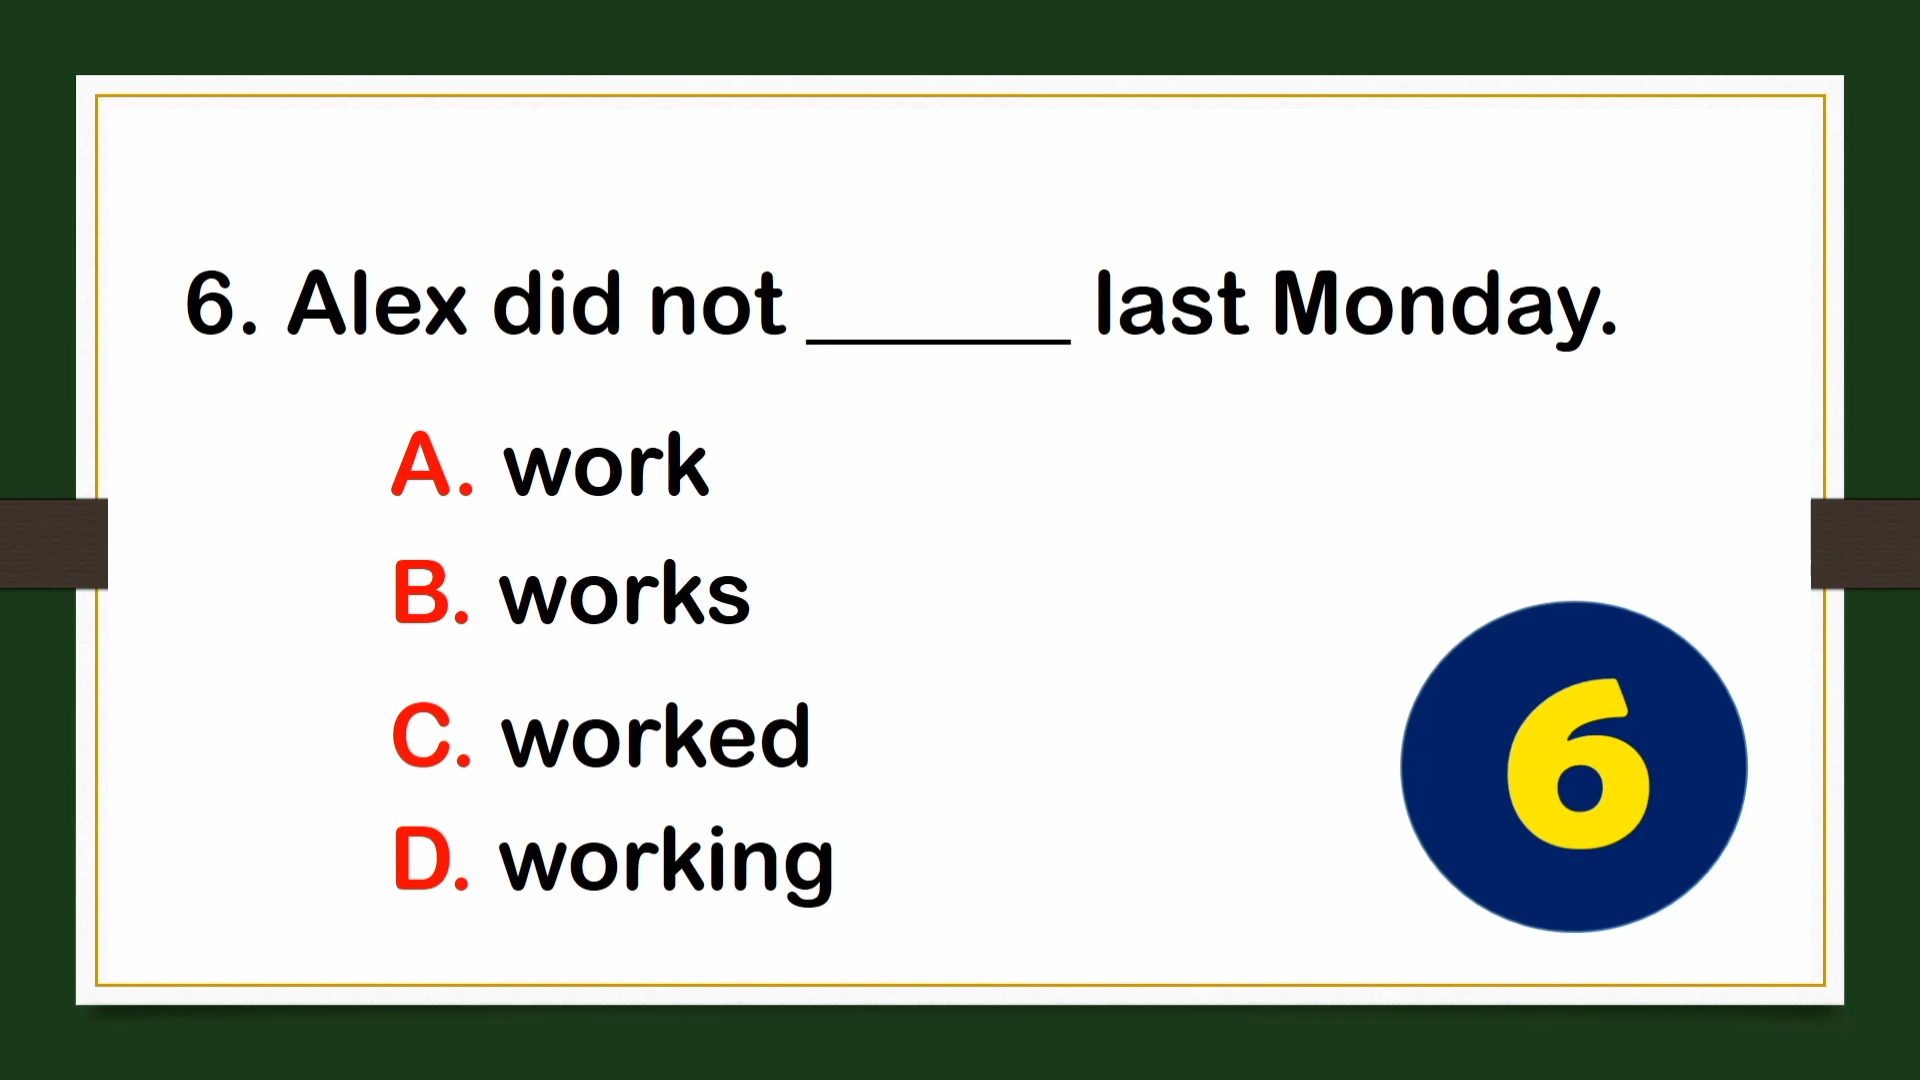 6. Alex did not ______ last Monday.
A. work
B. works
C. worked
D. working
6